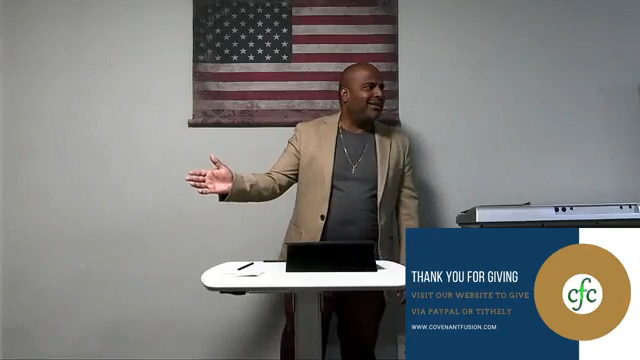 THANK YOU FOR GIVING
VISIT OUR WEBSITE TO GIVE
VIA PAYPAL OR TITHELY
WWW.COVENANTFUSION.COM
cfc